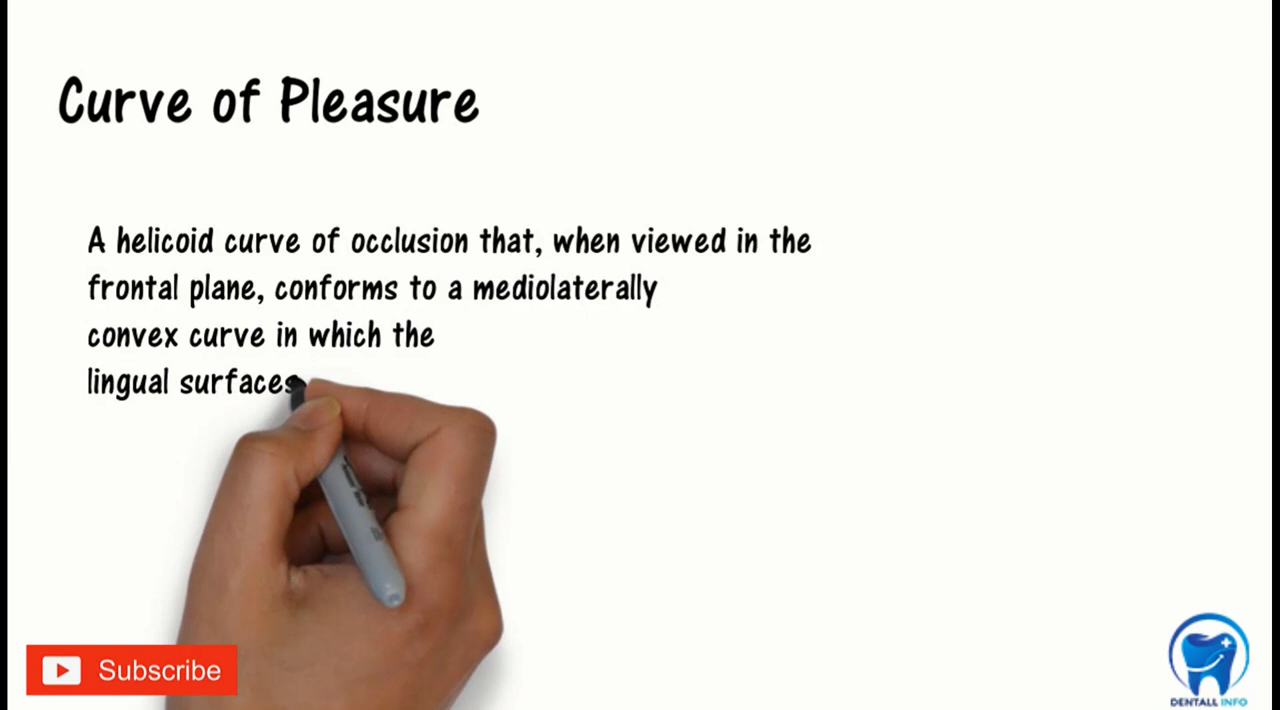 Curve of Pleasure
A helicoid curve of occlusion that, when viewed in the
frontal plane, conforms to a mediolaterally
convex curve in which the
lingual surfaces
Subscribe
DENTALL INFO